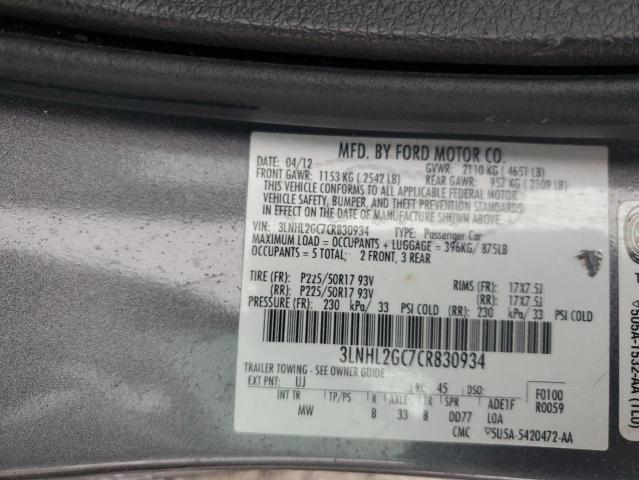 MFD. BY FORD MOTOR CO.
DATE: 04/12 GVWR: 2110 KG ( 4651 LB)
FRONT GAWR: 1153 KG ( 2542 LB) REAR GAWR: 957 KG ( 2109 LB)
THIS VEHICLE CONFORMS TO ALL APPLICABLE FEDERAL MOTOR
VEHICLE SAFETY, BUMPER, AND THEFT PREVENTION STANDARDS
IN EFFECT ON THE DATE OF MANUFACTURE SHOWN ABOVE.
VIN: 3LNHL2GC7CR830934 TYPE: Passenger Car
MAXIMUM LOAD = OCCUPANTS + LUGGAGE = 396KG/ 875LB
OCCUPANTS = 5 TOTAL; 2 FRONT, 3 REAR
TIRE (FR): P225/50R17 93V RIMS (FR): 17X7.5J
(RR): P225/50R17 93V (RR): 17X7.5J
PRESSURE (FR): 230 kPa/ 33 PSI COLD (RR): 230 kPa/ 33 PSI COLD
3LNHL2GC7CR830934
TRAILER TOWING - SEE OWNER GUIDE
EXT PNT: UJ RC: 45 DSO: F0100
INT TR TP/PS R AXLE TR SPR ADE1F R0059
MW B 33 B DD77 LOA
CMC 5U5A-5420472-AA